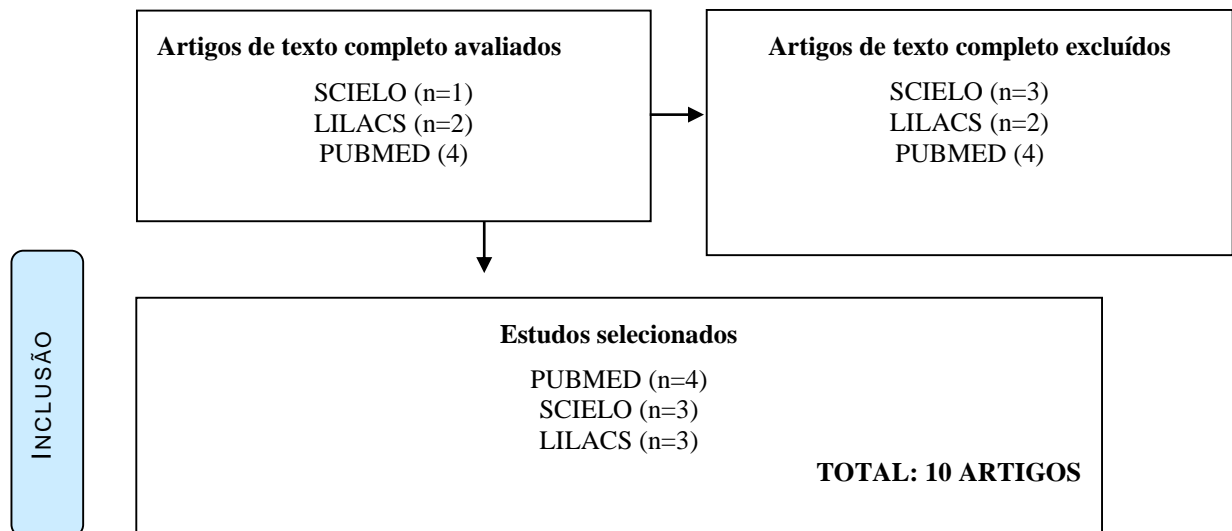 Artigos de texto completo avaliados
SCIELO (n=1)
LILACS (n=2)
PUBMED (4)
Artigos de texto completo excluídos
SCIELO (n=3)
LILACS (n=2)
PUBMED (4)
INCLUSÃO
Estudos selecionados
PUBMED (n=4)
SCIELO (n=3)
LILACS (n=3)
TOTAL: 10 ARTIGOS